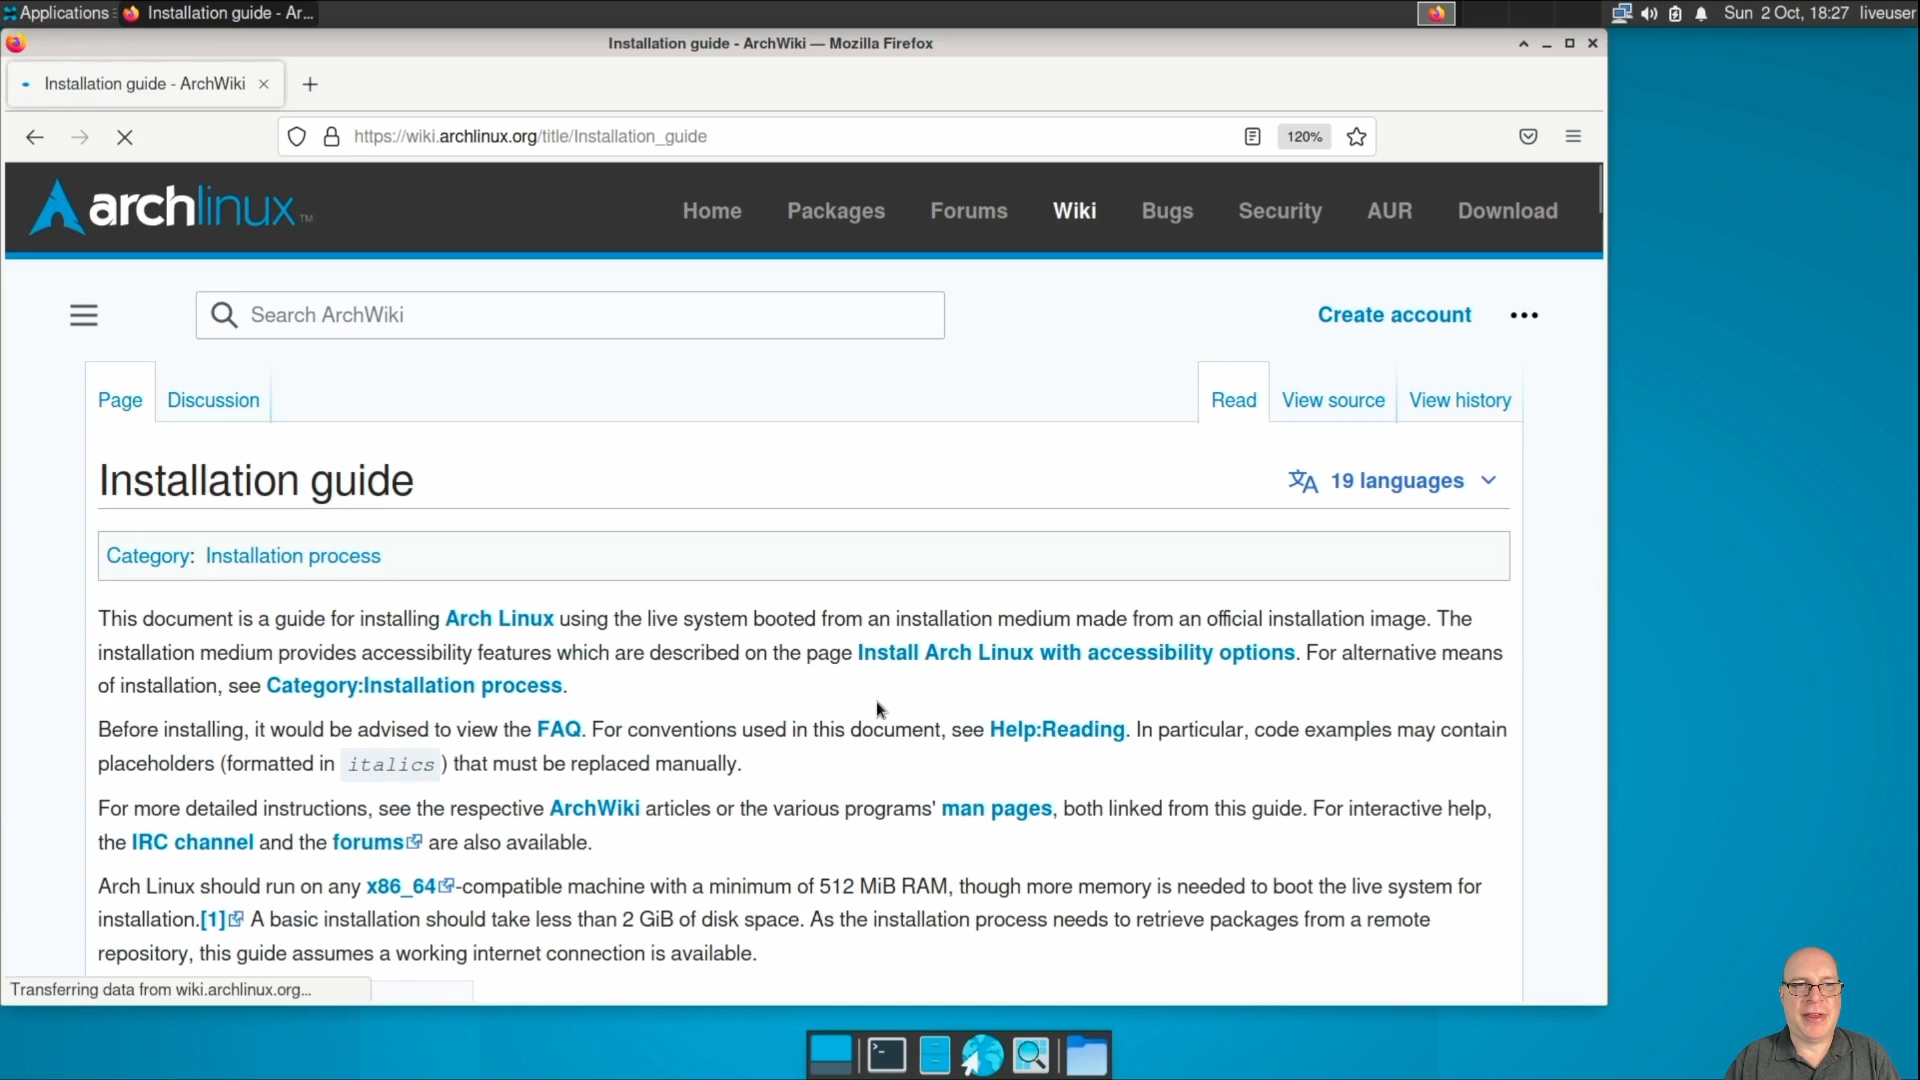 Applications
Installation guide - Ar...
Sun 2 Oct, 18:27 liveuser
Installation guide - ArchWiki — Mozilla Firefox
Installation guide - ArchWiki
https://wiki.archlinux.org/title/Installation_guide
120%
archlinux™
Home Packages Forums Wiki Bugs Security AUR Download
Search ArchWiki
Create account
Page Discussion
Read View source View history
Installation guide
19 languages
Category: Installation process
This document is a guide for installing Arch Linux using the live system booted from an installation medium made from an official installation image. The
installation medium provides accessibility features which are described on the page Install Arch Linux with accessibility options. For alternative means
of installation, see Category:Installation process.
Before installing, it would be advised to view the FAQ. For conventions used in this document, see Help:Reading. In particular, code examples may contain
placeholders (formatted in italics) that must be replaced manually.
For more detailed instructions, see the respective ArchWiki articles or the various programs' man pages, both linked from this guide. For interactive help,
the IRC channel and the forums are also available.
Arch Linux should run on any x86_64-compatible machine with a minimum of 512 MiB RAM, though more memory is needed to boot the live system for
installation.[1] A basic installation should take less than 2 GiB of disk space. As the installation process needs to retrieve packages from a remote
repository, this guide assumes a working internet connection is available.
Transferring data from wiki.archlinux.org...